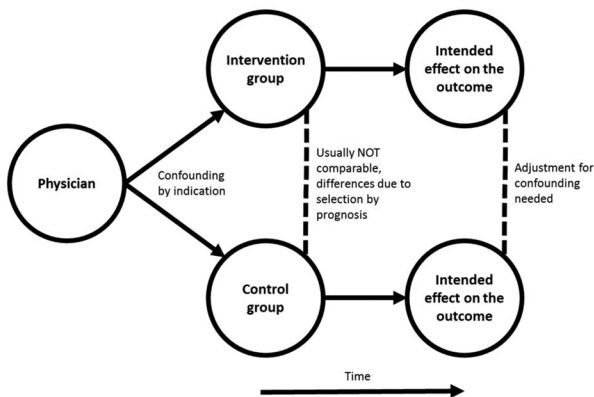 Intervention
group
Intended
effect on the
outcome
Physician
Confounding
by indication
Usually NOT
comparable,
differences due to
selection by
prognosis
Adjustment for
confounding
needed
Control
group
Intended
effect on the
outcome
Time